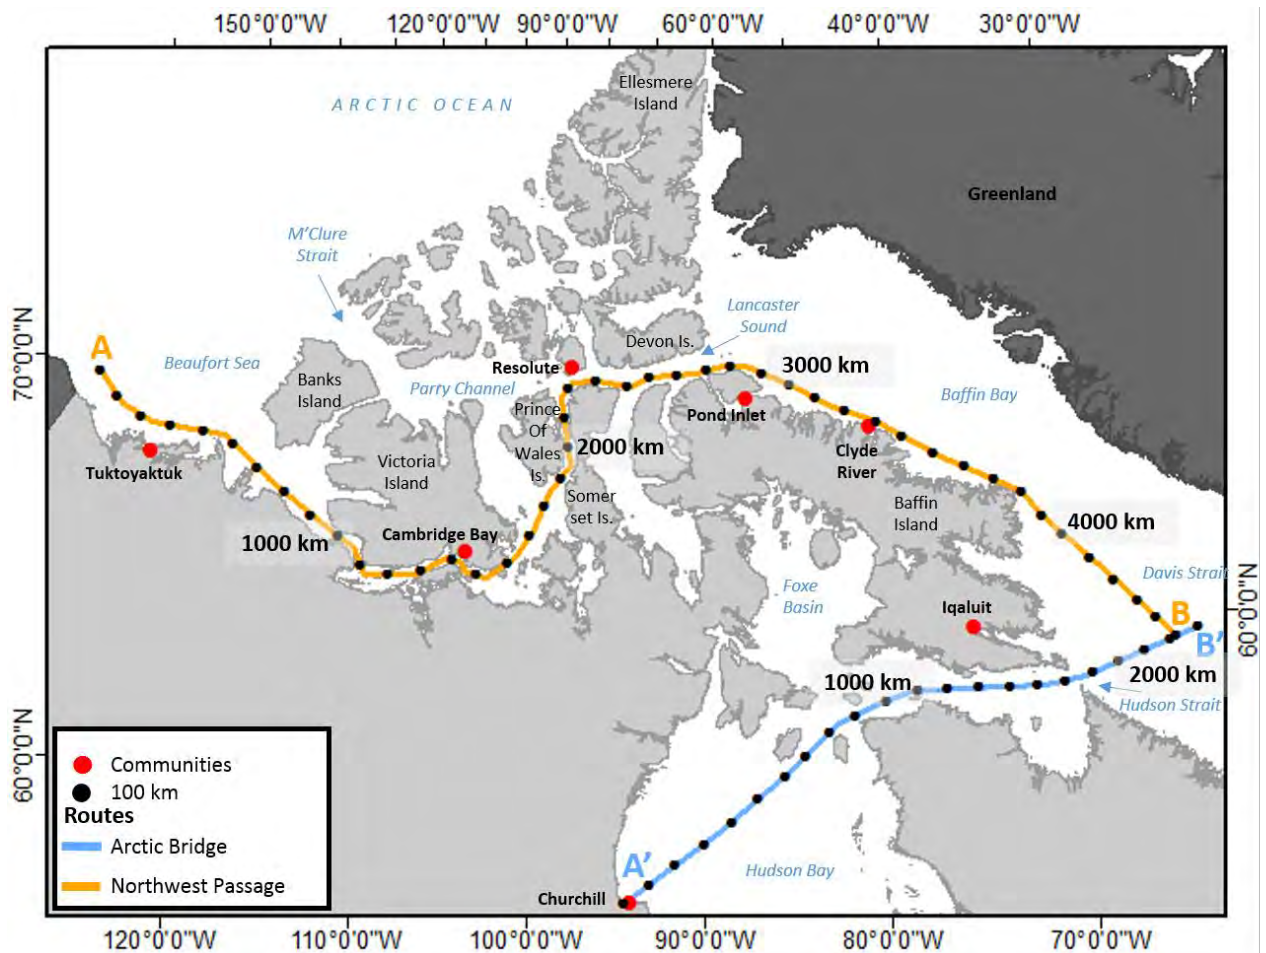 150°0'0"W
120°0'0"W
90°0'0"W
60°0'0"W
40°0'0"W
30°0'0"W
Ellesmere
Island
ARCTIC OCEAN
Greenland
M'Clure
Strait
Lancaster
Sound
70°0'0"N
A
Beaufort Sea
Devon Is.
Resolute
3000 km
Banks
Island
Parry Channel
Baffin Bay
Prince
Of
Wales
Is.
Pond Inlet
2000 km
Clyde
River
Tuktoyaktuk
Victoria
Island
Somer
set Is.
Baffin
Island
4000 km
1000 km
Cambridge Bay
Foxe
Basin
Davis Strait
60°0'0"N
Iqaluit
B
B'
1000 km
2000 km
Hudson Strait
60°0'0"N
Communities
100 km
Routes
Arctic Bridge
Northwest Passage
A'
Hudson Bay
Churchill
120°0'0"W
110°0'0"W
100°0'0"W
90°0'0"W
80°0'0"W
70°0'0"W